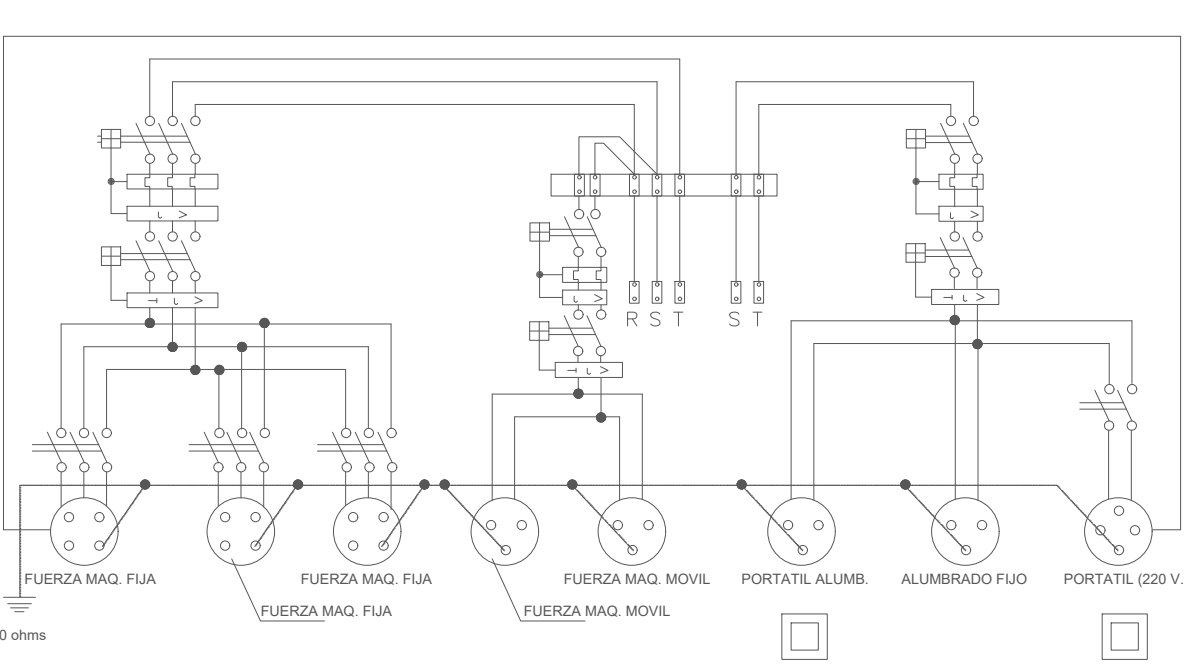 R S T
S T
FUERZA MAQ. FIJA
FUERZA MAQ. FIJA
FUERZA MAQ. MOVIL
PORTATIL ALUMB.
ALUMBRADO FIJO
PORTATIL (220 V.
FUERZA MAQ. FIJA
FUERZA MAQ. MOVIL
0 ohms